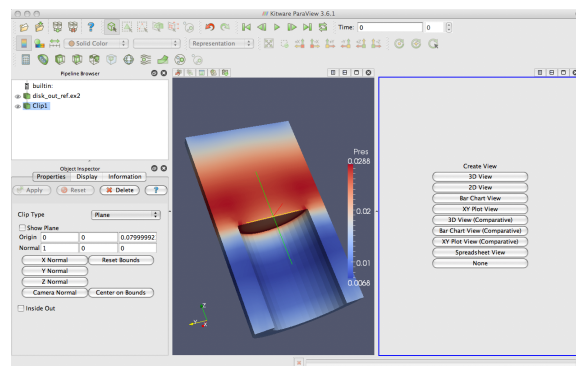 Kitware ParaView 3.6.1
Solid Color
Representation
Time: 0
0
Pipeline Browser
builtin:
disk_out_ref.ex2
Clip1
Object Inspector
Properties
Display
Information
Apply
Reset
Delete
?
Clip Type
Plane
Show Plane
Origin 0
0
0.07999992
Normal 1
0
0
X Normal
Reset Bounds
Y Normal
Z Normal
Camera Normal
Center on Bounds
Inside Out
Pres
0.0288
0.02
0.01
0.0068
Z
Y
X
Create View
3D View
2D View
Bar Chart View
XY Plot View
3D View (Comparative)
Bar Chart View (Comparative)
XY Plot View (Comparative)
Spreadsheet View
None